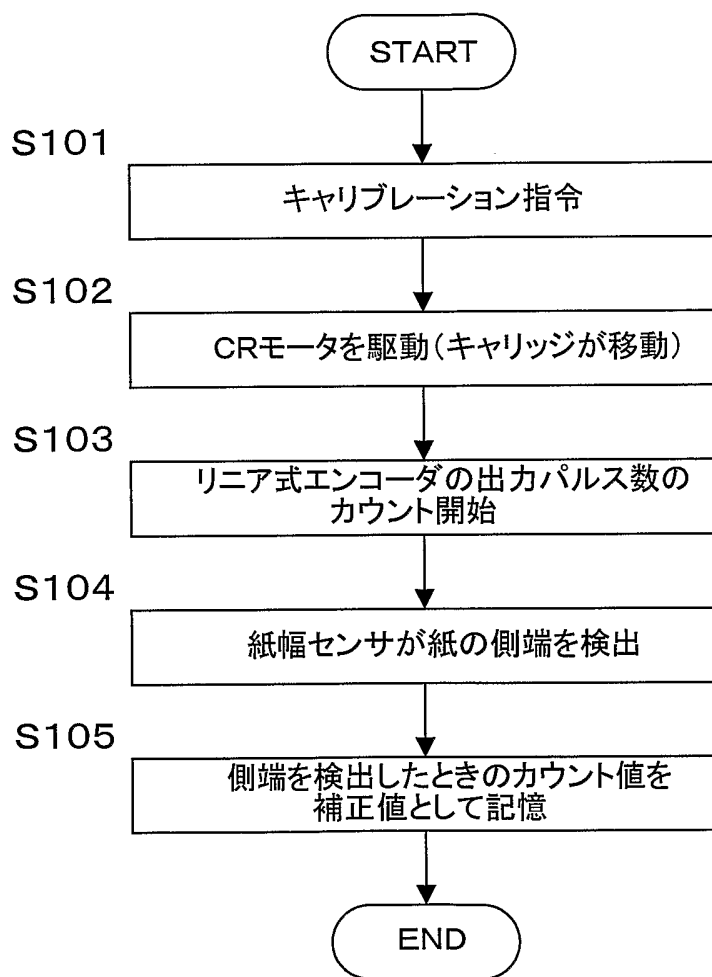 START
S101
キャリブレーション指令
S102
CRモータを駆動(キャリッジが移動)
S103
リニア式エンコーダの出力パルス数の
カウント開始
S104
紙幅センサが紙の側端を検出
S105
側端を検出したときのカウント値を
補正値として記憶
END